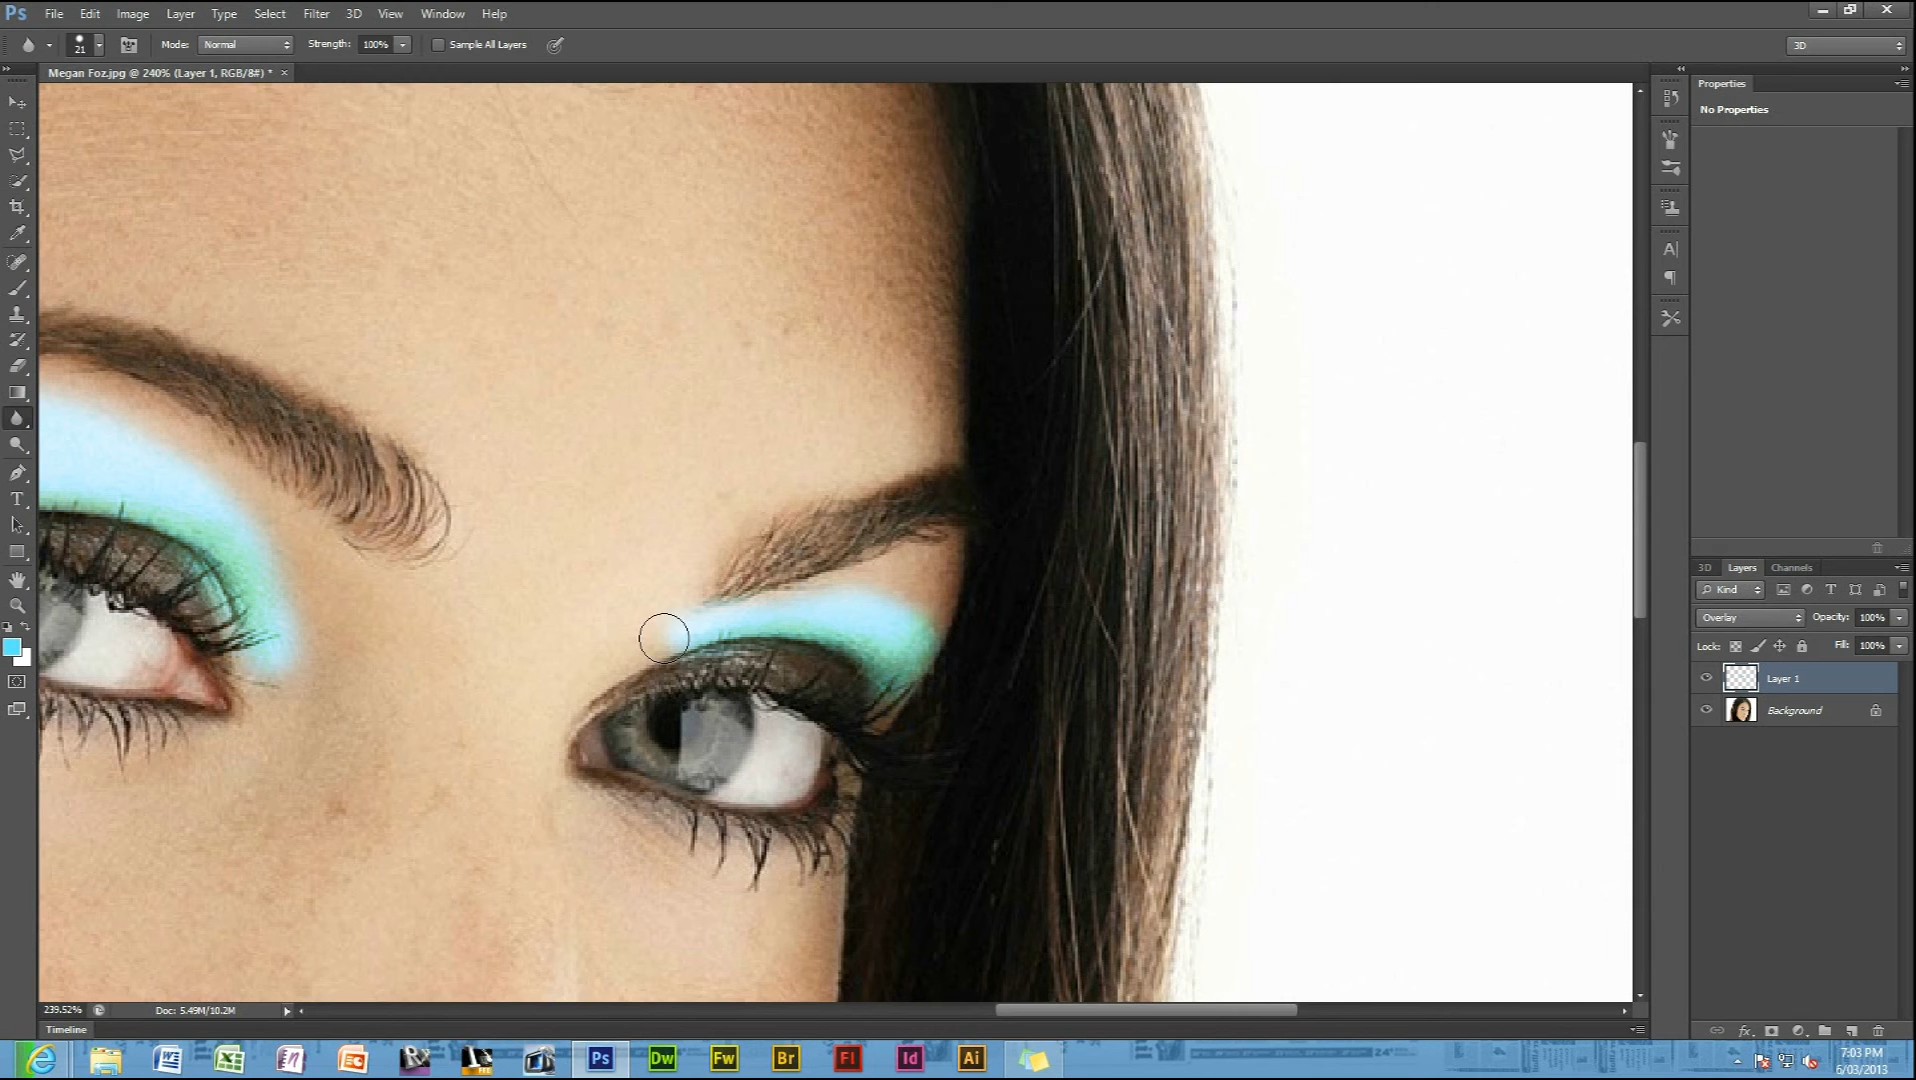 Ps File Edit Image Layer Type Select Filter 3D View Window Help
21 Mode: Normal Strength: 100% Sample All Layers 3D
Megan Foz.jpg @ 240% (Layer 1, RGB/8#) * ×
Properties
No Properties
A|
¶
T
3D Layers Channels
Kind T
Overlay Opacity: 100%
Lock: Fill: 100%
Layer 1
Background
239.52% Doc: 5.49M/10.2M
fx
Timeline
Ps Dw Fw Br Fl Id Ai
7:03 PM
6/03/2013